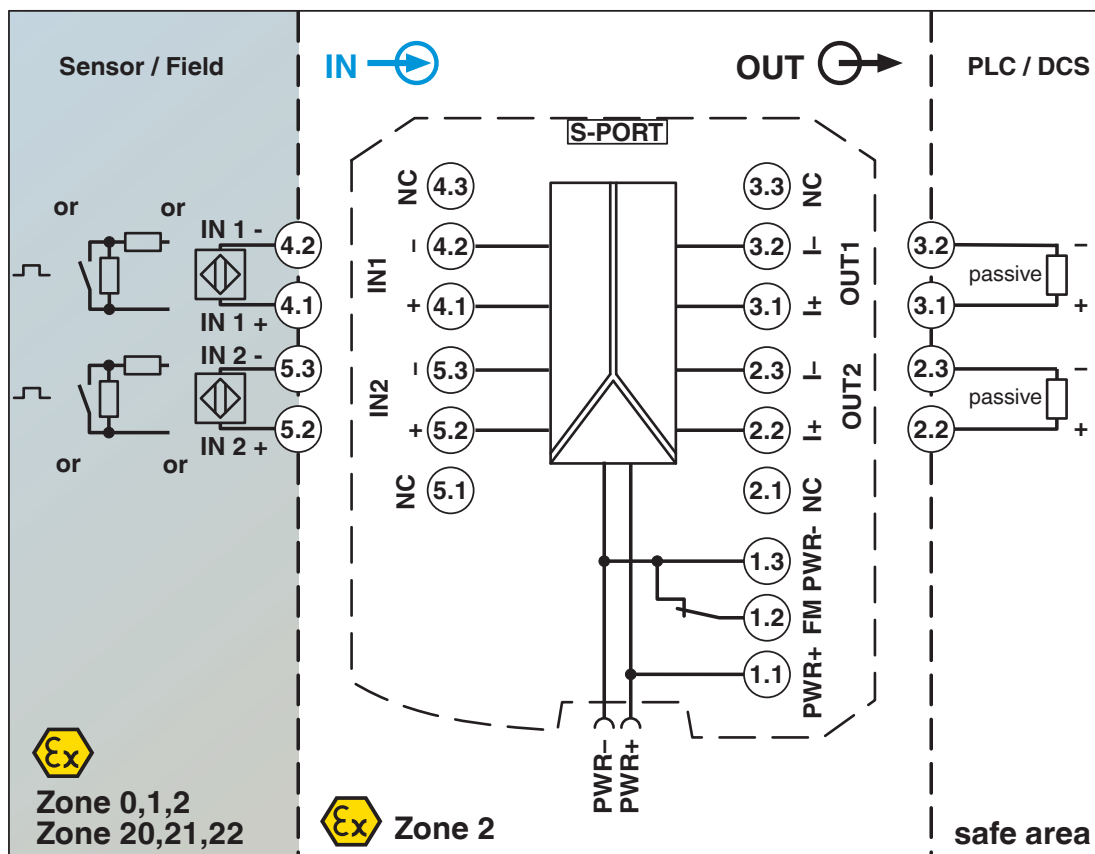 Sensor / Field
IN
OUT
PLC / DCS
S-PORT
or
or
IN 1 -
4.2
4.1
IN 1 +
IN 2 -
5.3
5.2
IN 2 +
or
or
NC
4.3
IN1
–
4.2
+
4.1
IN2
–
5.3
+
5.2
NC
5.1
3.3
NC
3.2
I-
OUT1
3.1
I+
2.3
I-
OUT2
2.2
I+
2.1
NC
1.3
PWR-
1.2
FM
1.1
PWR+
PWR–
PWR+
3.2
–
passive
3.1
+
2.3
–
passive
2.2
+
Ex
Zone 0,1,2
Zone 20,21,22
Ex
Zone 2
safe area